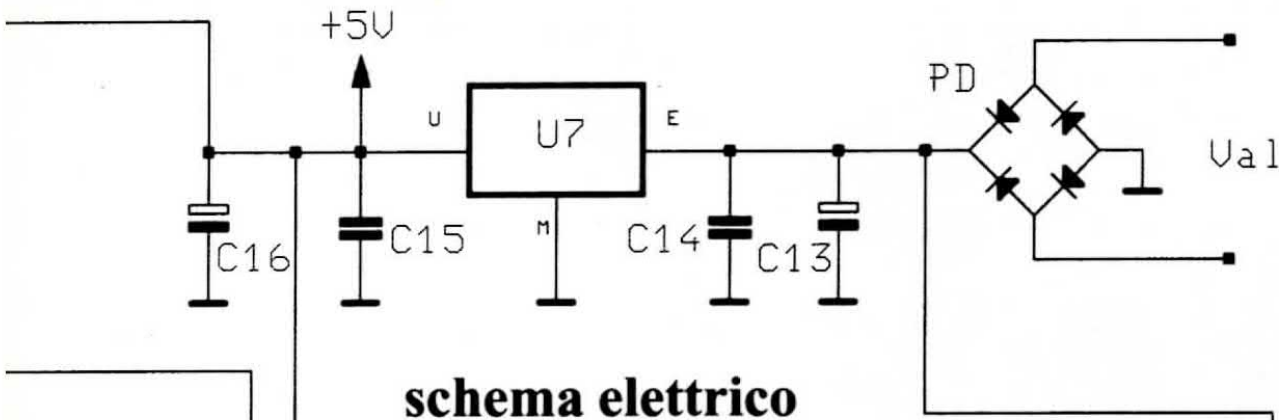 +5V
PD
U
U7
E
Val
M
C16
C15
C14
C13
schema elettrico